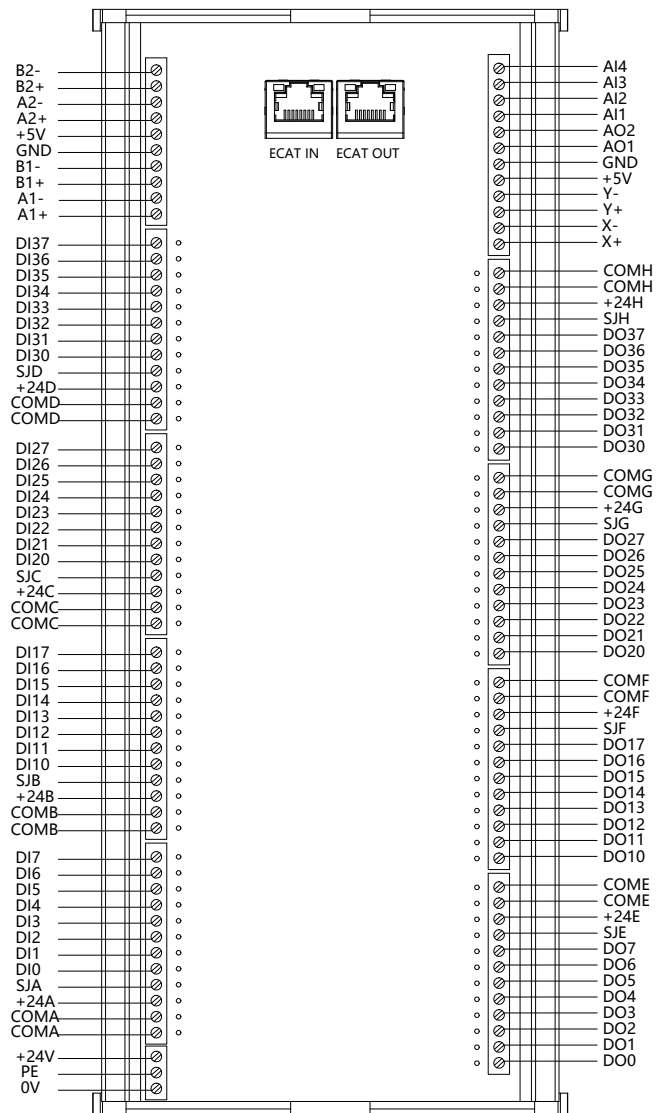 B2-
B2+
A2-
A2+
+5V
GND
B1-
B1+
A1-
A1+
DI37
DI36
DI35
DI34
DI33
DI32
DI31
DI30
SJD
+24D
COMD
COMD
DI27
DI26
DI25
DI24
DI23
DI22
DI21
DI20
SJC
+24C
COMC
COMC
DI17
DI16
DI15
DI14
DI13
DI12
DI11
DI10
SJB
+24B
COMB
COMB
DI7
DI6
DI5
DI4
DI3
DI2
DI1
DI0
SJA
+24A
COMA
COMA
+24V
PE
0V
ECAT IN
ECAT OUT
AI4
AI3
AI2
AI1
AO2
AO1
GND
+5V
Y-
Y+
X-
X+
COMH
COMH
+24H
SJH
DO37
DO36
DO35
DO34
DO33
DO32
DO31
DO30
COMG
COMG
+24G
SJG
DO27
DO26
DO25
DO24
DO23
DO22
DO21
DO20
COMF
COMF
+24F
SJF
DO17
DO16
DO15
DO14
DO13
DO12
DO11
DO10
COME
COME
+24E
SJE
DO7
DO6
DO5
DO4
DO3
DO2
DO1
DO0